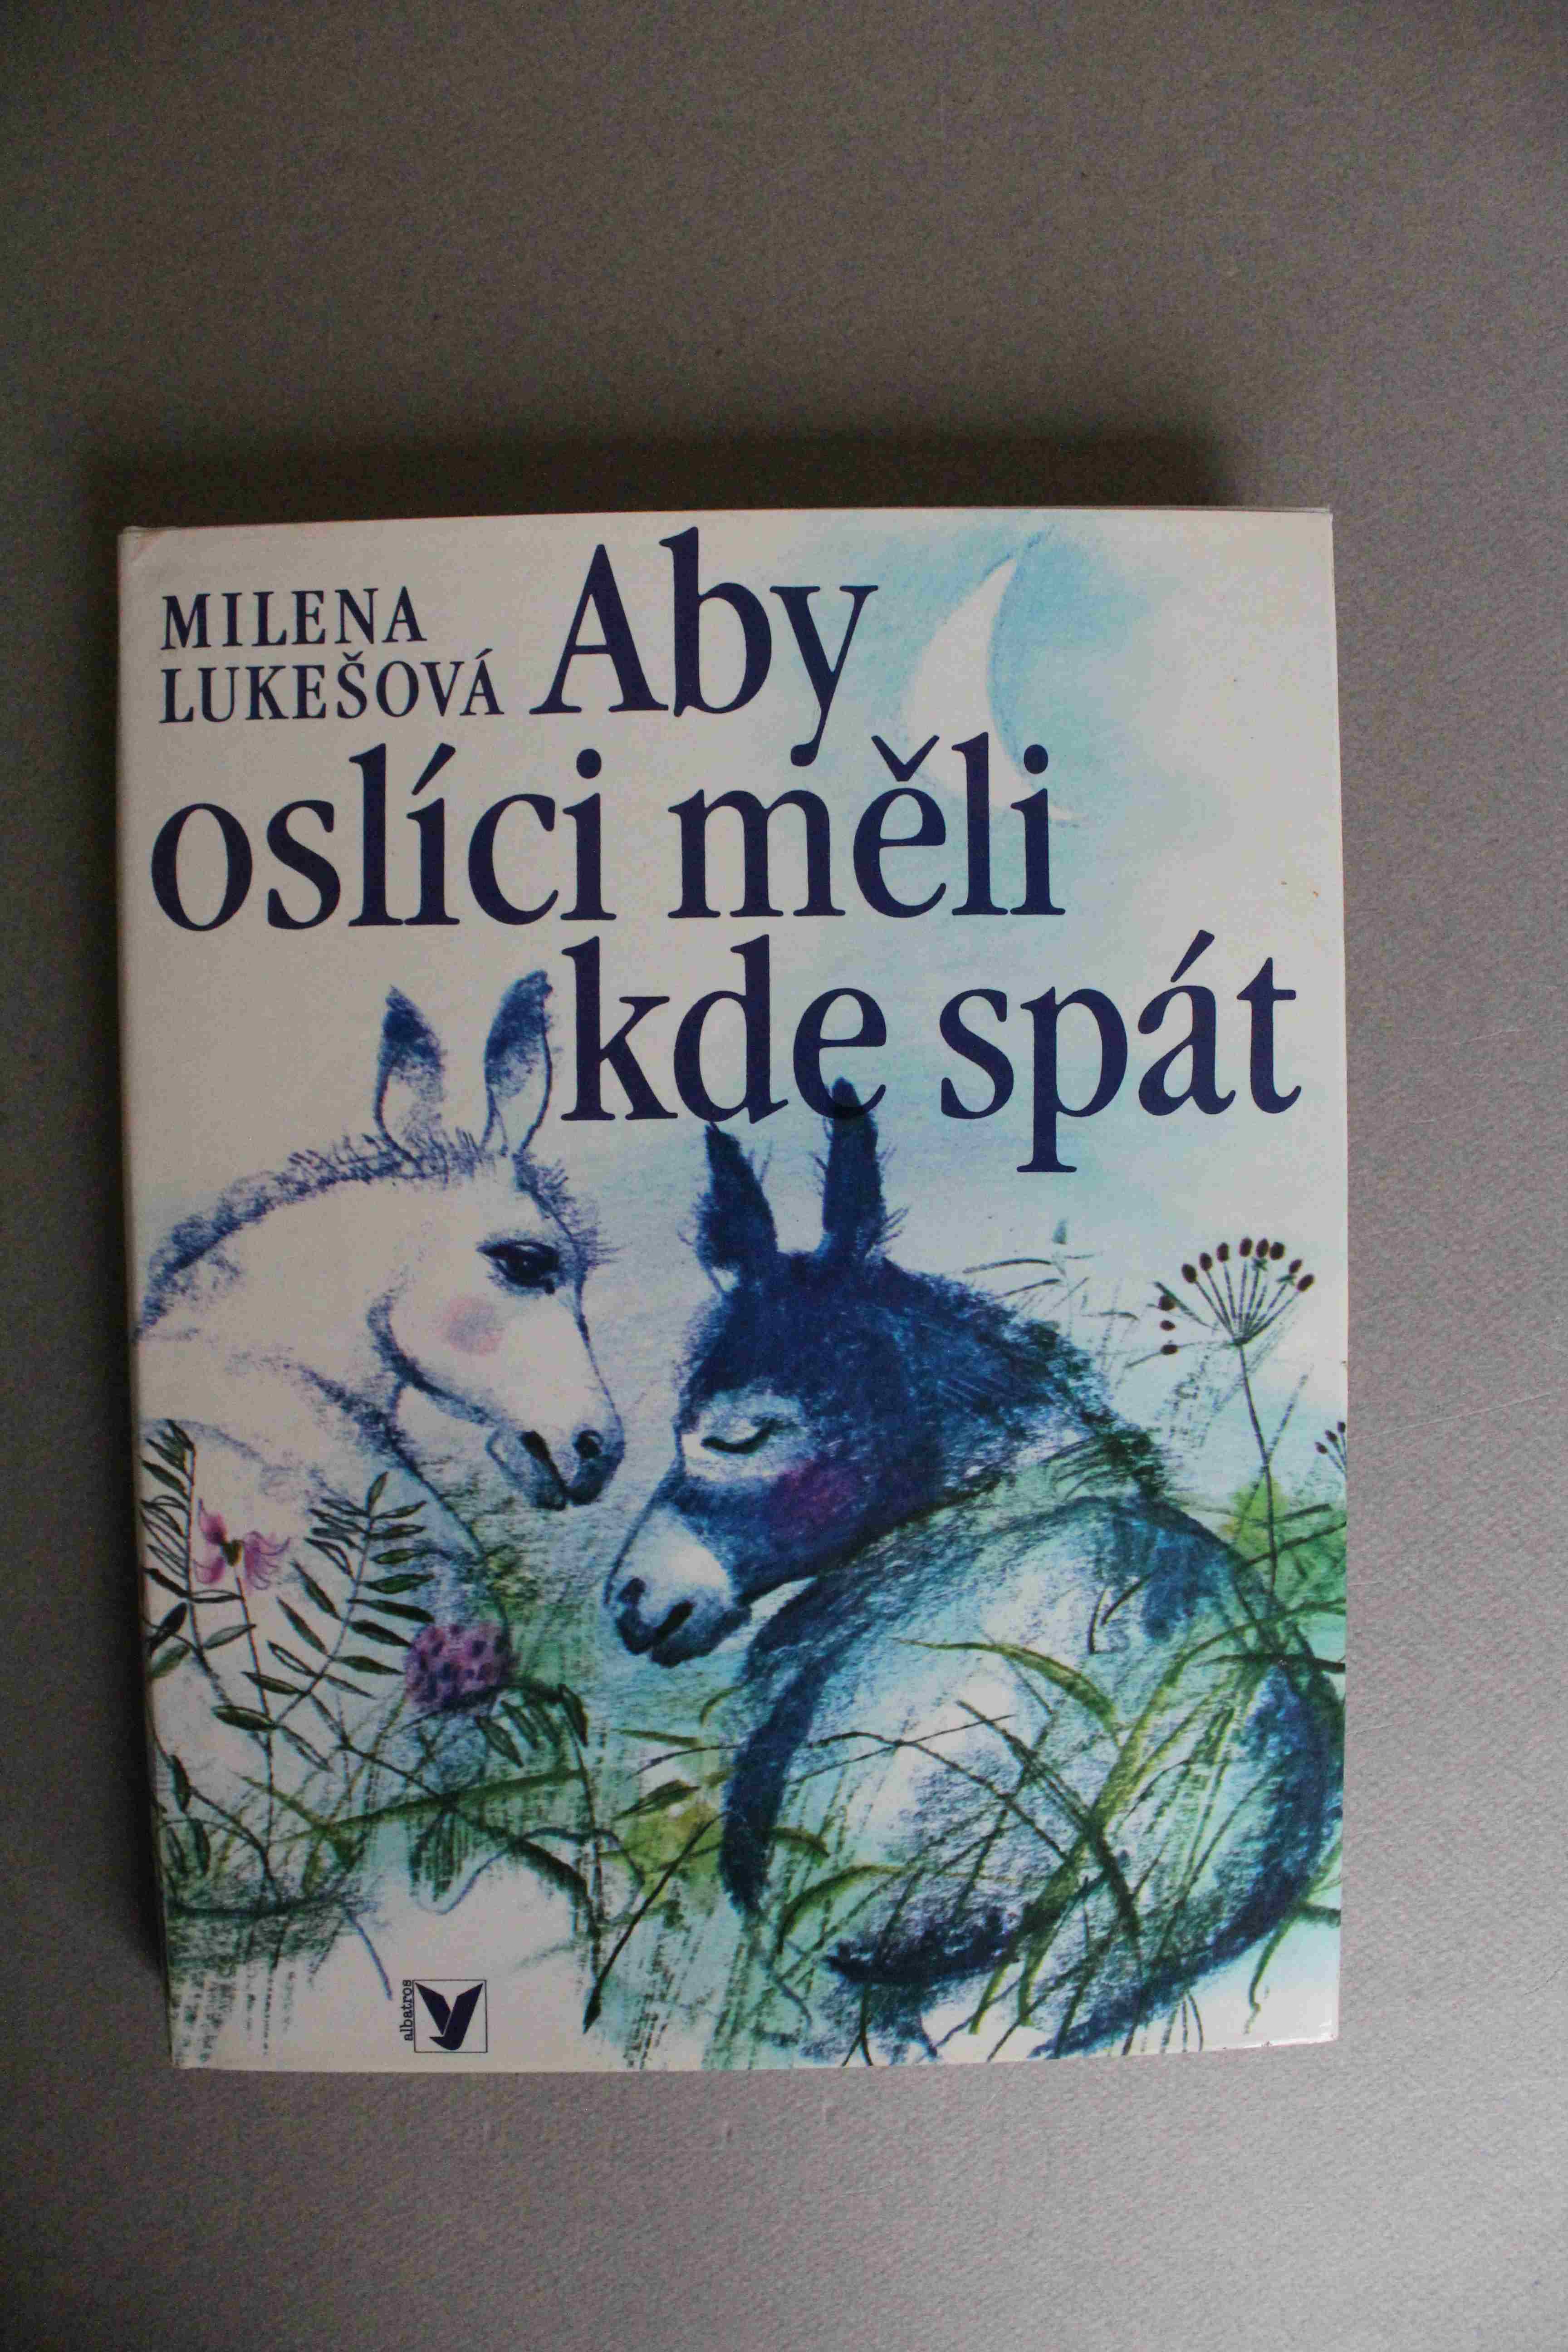 MILENA
LUKEŠOVÁ
Aby
oslíci měli
kde spát
albatros